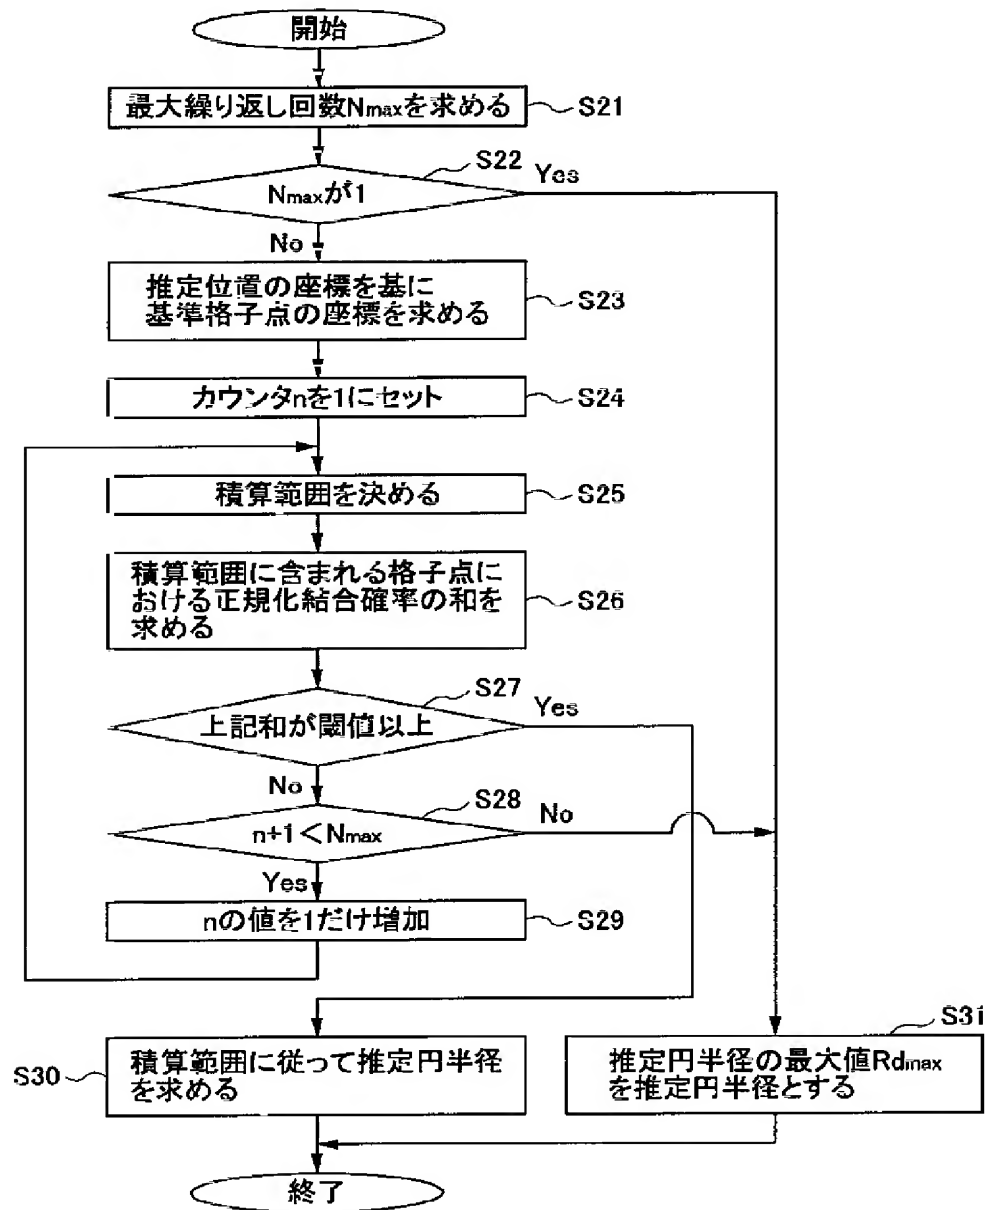 開始
最大繰り返し回数Nmaxを求める
S21
S22
Nmaxが1
Yes
No
推定位置の座標を基に
基準格子点の座標を求める
S23
カウンタnを1にセット
S24
積算範囲を決める
S25
積算範囲に含まれる格子点に
おける正規化結合確率の和を
求める
S26
S27
上記和が閾値以上
Yes
No
S28
n+1<Nmax
No
Yes
nの値を1だけ増加
S29
S30
積算範囲に従って推定円半径
を求める
S31
推定円半径の最大値Rdmax
を推定円半径とする
終了